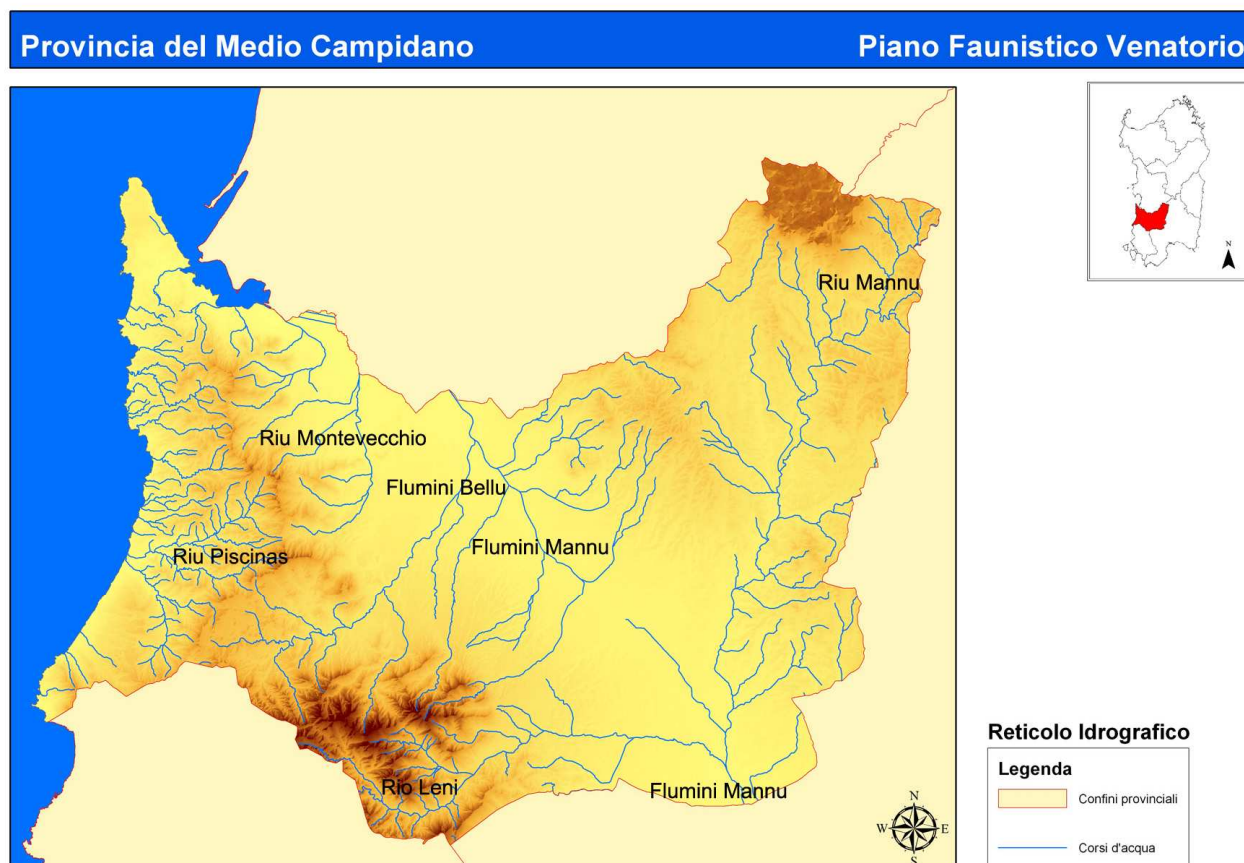 Provincia del Medio Campidano
Piano Faunistico Venatorio
N
Riu Mannu
Riu Montevecchio
Flumini Bellu
Flumini Mannu
Riu Piscinas
Rio Leni
Flumini Mannu
N
W E
S
Reticolo Idrografico
Legenda
Confini provinciali
Corsi d'acqua